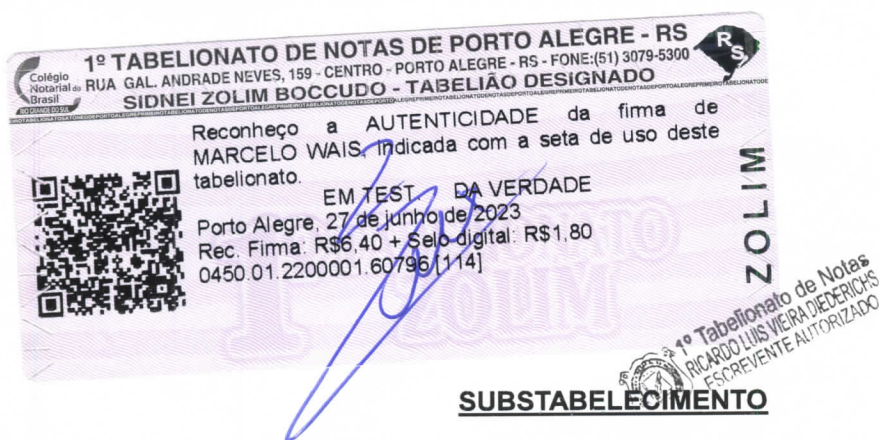 1º TABELIONATO DE NOTAS DE PORTO ALEGRE - RS
Colégio
Notarial do
Brasil
RIO GRANDE DO SUL
RUA GAL. ANDRADE NEVES, 159 - CENTRO - PORTO ALEGRE - RS - FONE:(51) 3079-5300
SIDNEI ZOLIM BOCCUDO - TABELIÃO DESIGNADO
RS
Reconheço a AUTENTICIDADE da firma de
MARCELO WAIS, indicada com a seta de uso deste
tabelionato.
EM TEST DA VERDADE
Porto Alegre, 27 de junho de 2023
Rec. Firma: R$6,40 + Selo digital: R$1,80
0450.01.2200001.60796 [114]
ZOLIM
1º Tabelionato de Notas
RICARDO LUIS VIEIRA DIEDERICHS
ESCREVENTE AUTORIZADO
SUBSTABELECIMENTO